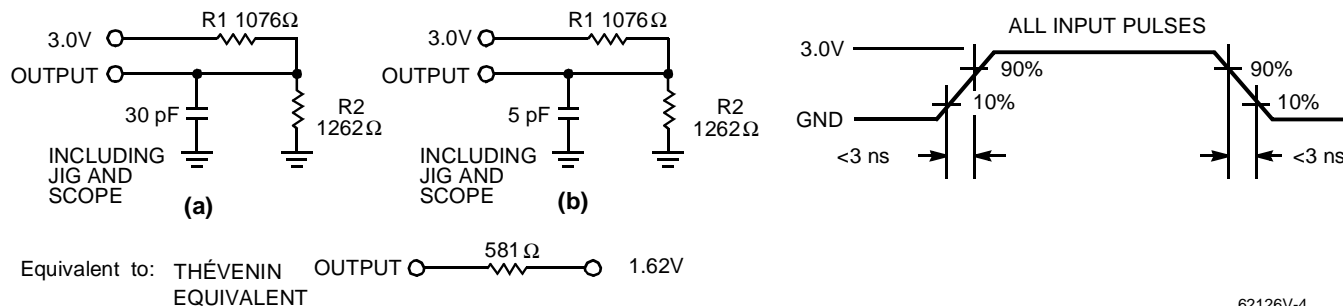 R1 1076Ω
3.0V
OUTPUT
30 pF
R2
1262Ω
INCLUDING
JIG AND
SCOPE
(a)
R1 1076Ω
3.0V
OUTPUT
5 pF
R2
1262Ω
INCLUDING
JIG AND
SCOPE
(b)
ALL INPUT PULSES
3.0V
90%
10%
GND
<3 ns
90%
10%
<3 ns
Equivalent to: THÉVENIN
EQUIVALENT
OUTPUT
581 Ω
1.62V
62126V-4